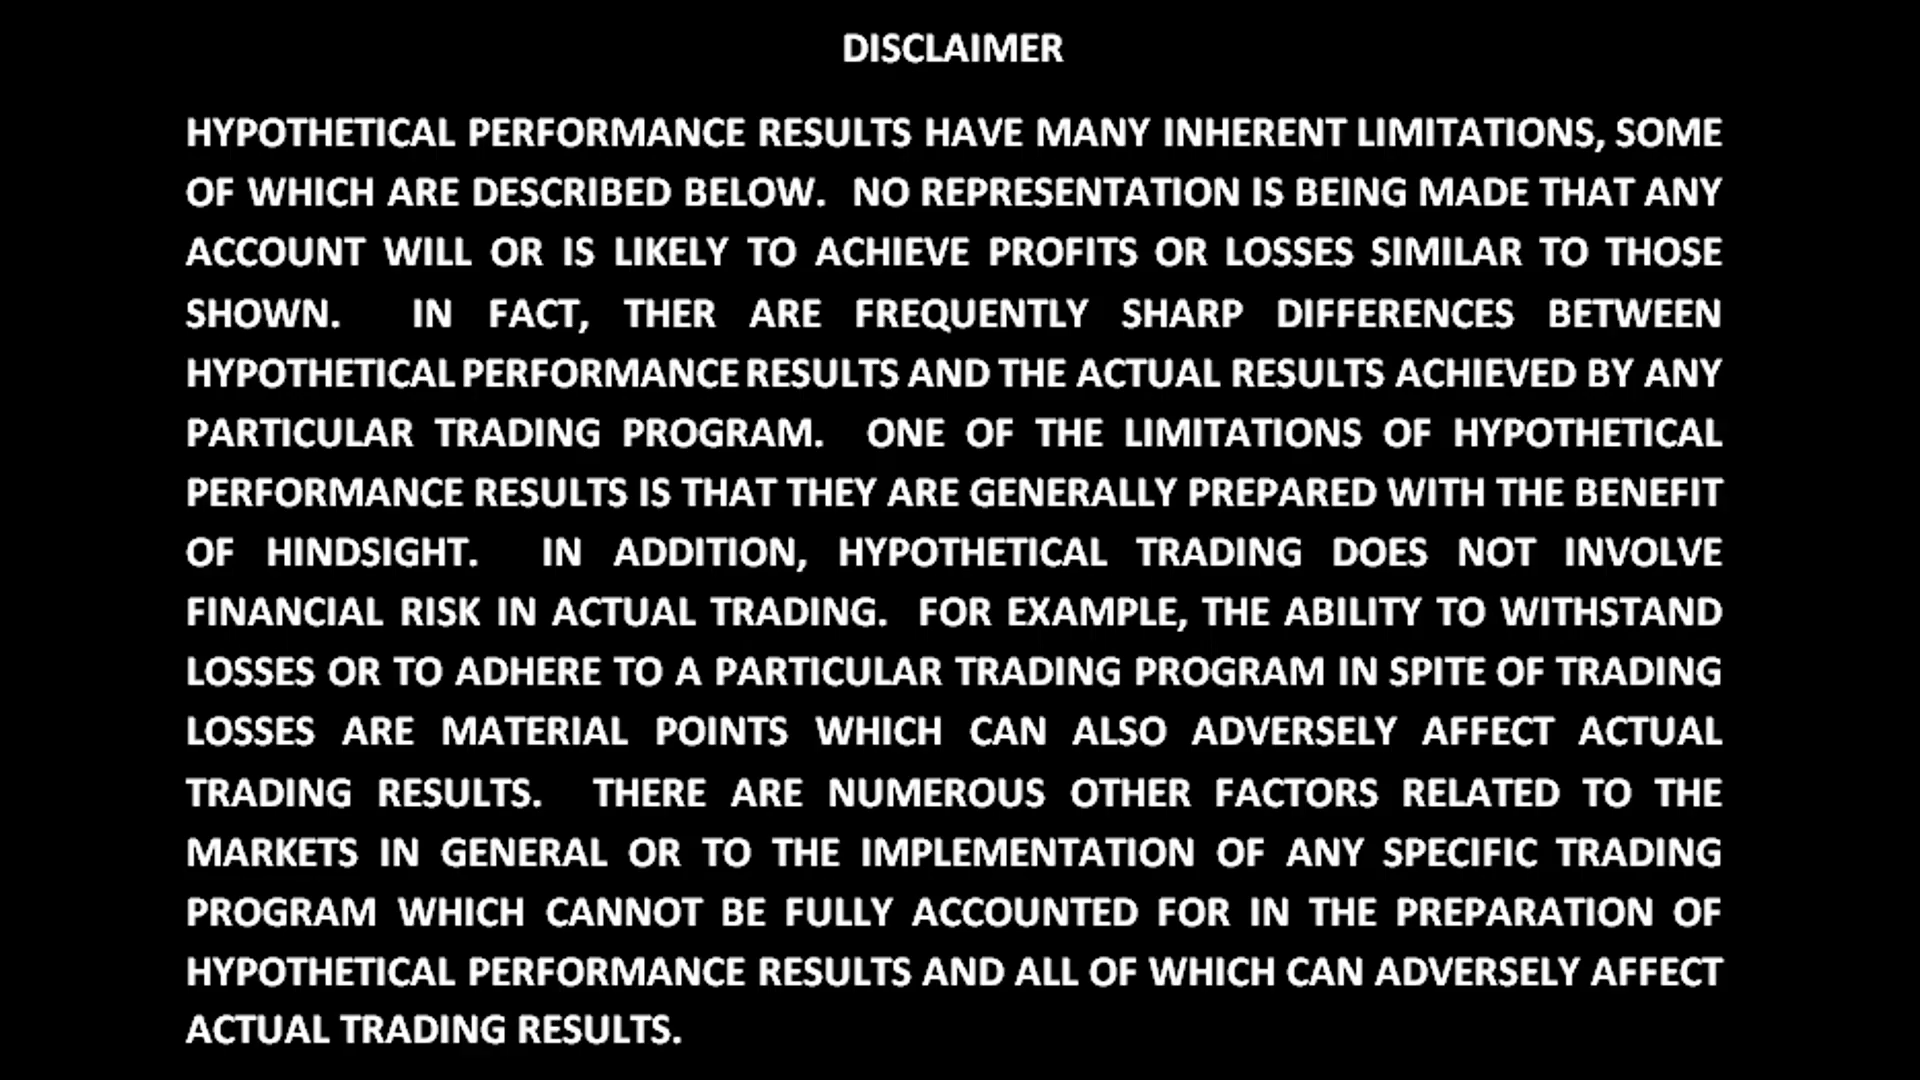 DISCLAIMER
HYPOTHETICAL PERFORMANCE RESULTS HAVE MANY INHERENT LIMITATIONS, SOME
OF WHICH ARE DESCRIBED BELOW.  NO REPRESENTATION IS BEING MADE THAT ANY
ACCOUNT WILL OR IS LIKELY TO ACHIEVE PROFITS OR LOSSES SIMILAR TO THOSE
SHOWN.  IN FACT, THER ARE FREQUENTLY SHARP DIFFERENCES BETWEEN
HYPOTHETICAL PERFORMANCE RESULTS AND THE ACTUAL RESULTS ACHIEVED BY ANY
PARTICULAR TRADING PROGRAM.  ONE OF THE LIMITATIONS OF HYPOTHETICAL
PERFORMANCE RESULTS IS THAT THEY ARE GENERALLY PREPARED WITH THE BENEFIT
OF HINDSIGHT.  IN ADDITION, HYPOTHETICAL TRADING DOES NOT INVOLVE
FINANCIAL RISK IN ACTUAL TRADING.  FOR EXAMPLE, THE ABILITY TO WITHSTAND
LOSSES OR TO ADHERE TO A PARTICULAR TRADING PROGRAM IN SPITE OF TRADING
LOSSES ARE MATERIAL POINTS WHICH CAN ALSO ADVERSELY AFFECT ACTUAL
TRADING RESULTS.  THERE ARE NUMEROUS OTHER FACTORS RELATED TO THE
MARKETS IN GENERAL OR TO THE IMPLEMENTATION OF ANY SPECIFIC TRADING
PROGRAM WHICH CANNOT BE FULLY ACCOUNTED FOR IN THE PREPARATION OF
HYPOTHETICAL PERFORMANCE RESULTS AND ALL OF WHICH CAN ADVERSELY AFFECT
ACTUAL TRADING RESULTS.